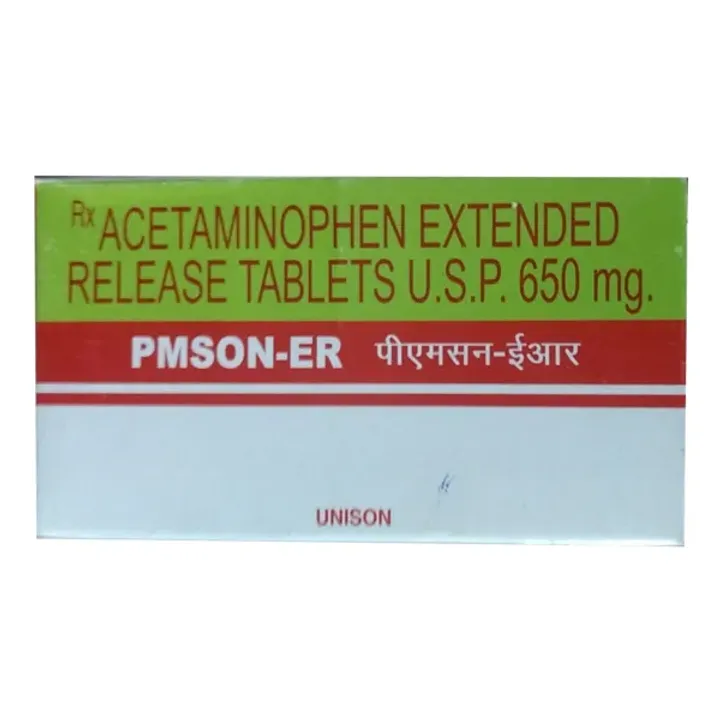 Rx ACETAMINOPHEN EXTENDED
RELEASE TABLETS U.S.P. 650 mg.
PMSON-ER पीएमसन-ईआर
UNISON